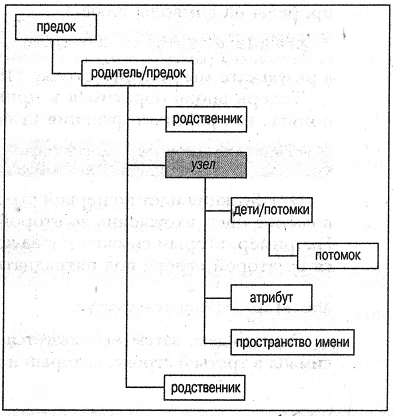 предок
родитель/предок
родственник
узел
дети/потомки
потомок
атрибут
пространство имени
родственник